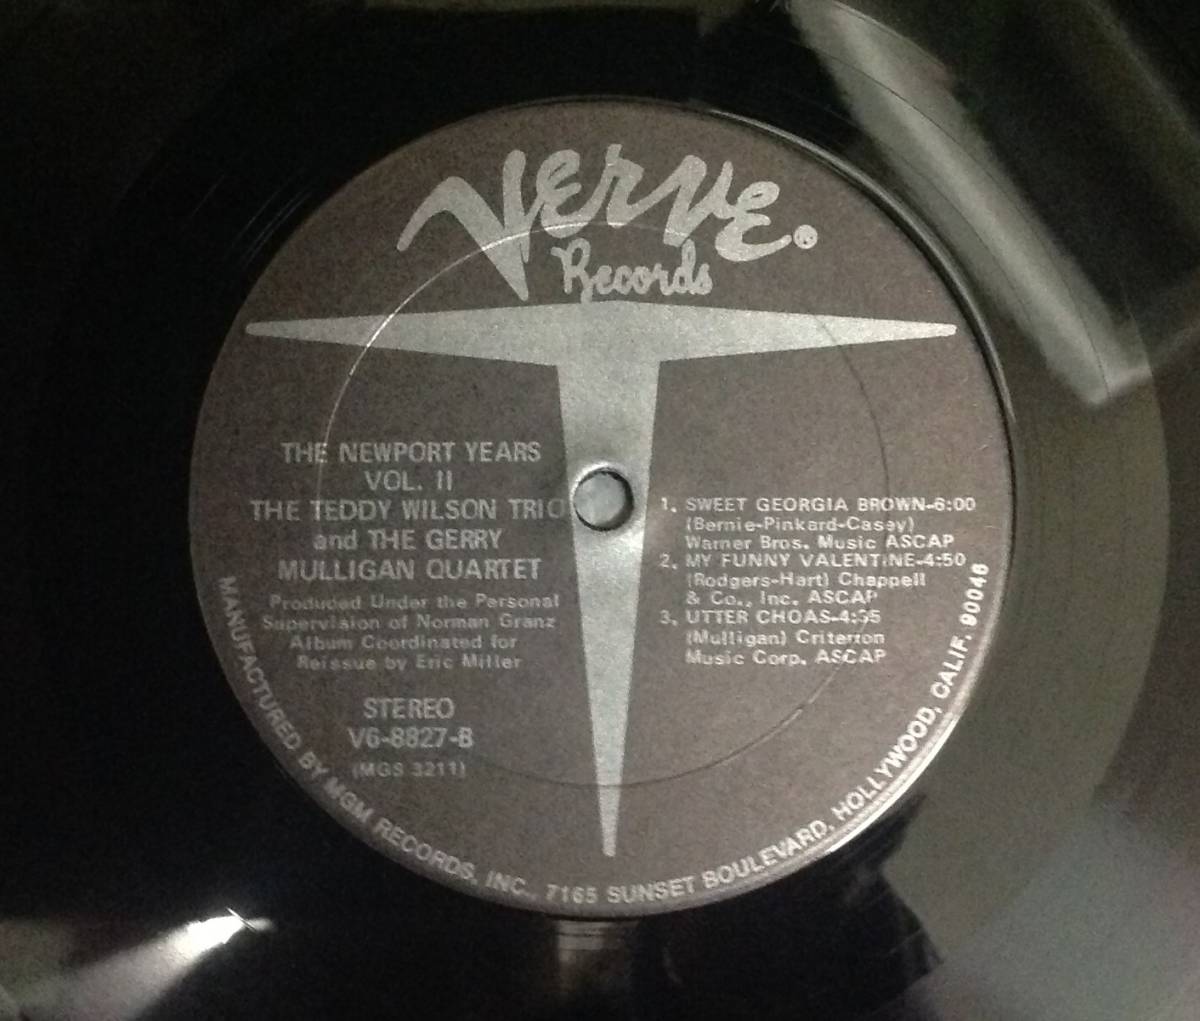 Verve®
Records
THE NEWPORT YEARS
VOL. II
THE TEDDY WILSON TRIO
and THE GERRY
MULLIGAN QUARTET
Produced Under the Personal
Supervision of Norman Granz
Album Coordinated for
Reissue by Eric Miller
STEREO
V6-8827-B
(MGS 3211)
1. SWEET GEORGIA BROWN-6:00
(Bernie-Pinkard-Casey)
Warner Bros. Music ASCAP
2. MY FUNNY VALENTINE-4:50
(Rodgers-Hart) Chappell
& Co., Inc. ASCAP
3. UTTER CHOAS-4:35
(Mulligan) Criterion
Music Corp. ASCAP
MANUFACTURED BY MGM RECORDS, INC., 7165 SUNSET BOULEVARD, HOLLYWOOD, CALIF. 90046